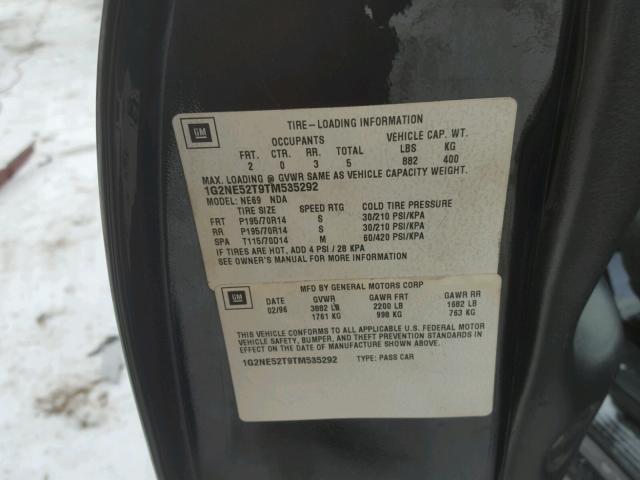 GM
TIRE-LOADING INFORMATION
OCCUPANTS VEHICLE CAP. WT.
FRT. CTR. RR. TOTAL LBS KG
2 0 3 5 882 400
MAX. LOADING @ GVWR SAME AS VEHICLE CAPACITY WEIGHT.
1G2NE52T9TM535292
MODEL: NE69 NDA
TIRE SIZE SPEED RTG COLD TIRE PRESSURE
FRT P195/70R14 S 30/210 PSI/KPA
RR P195/70R14 S 30/210 PSI/KPA
SPA T115/70D14 M 60/420 PSI/KPA
IF TIRES ARE HOT, ADD 4 PSI / 28 KPA
SEE OWNER'S MANUAL FOR MORE INFORMATION.
GM
MFD BY GENERAL MOTORS CORP
DATE GVWR GAWR FRT GAWR RR
02/96 3882 LB 2200 LB 1682 LB
1761 KG 998 KG 763 KG
THIS VEHICLE CONFORMS TO ALL APPLICABLE U.S. FEDERAL MOTOR
VEHICLE SAFETY, BUMPER, AND THEFT PREVENTION STANDARDS IN
EFFECT ON THE DATE OF MANUFACTURE SHOWN ABOVE.
1G2NE52T9TM535292 TYPE: PASS CAR